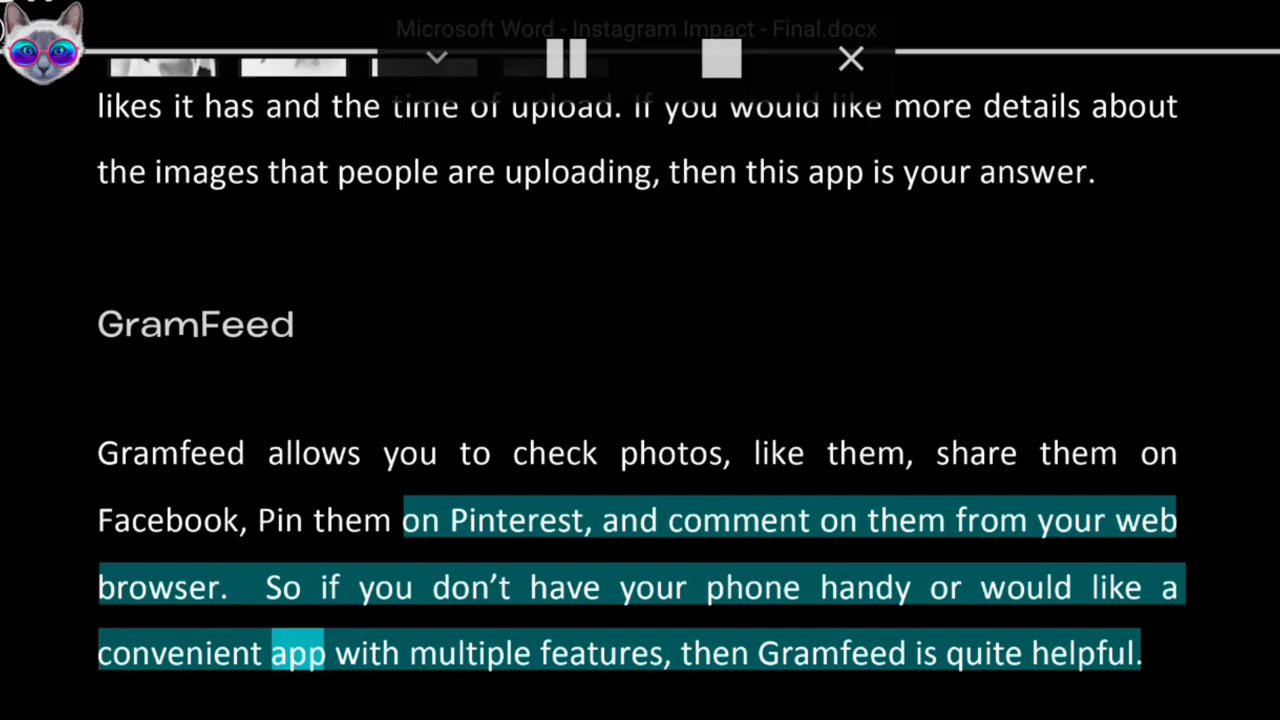 Microsoft Word - Instagram Impact - Final.docx
likes it has and the time of upload. If you would like more details about
the images that people are uploading, then this app is your answer.
GramFeed
Gramfeed allows you to check photos, like them, share them on
Facebook, Pin them on Pinterest, and comment on them from your web
browser. So if you don’t have your phone handy or would like a
convenient app with multiple features, then Gramfeed is quite helpful.